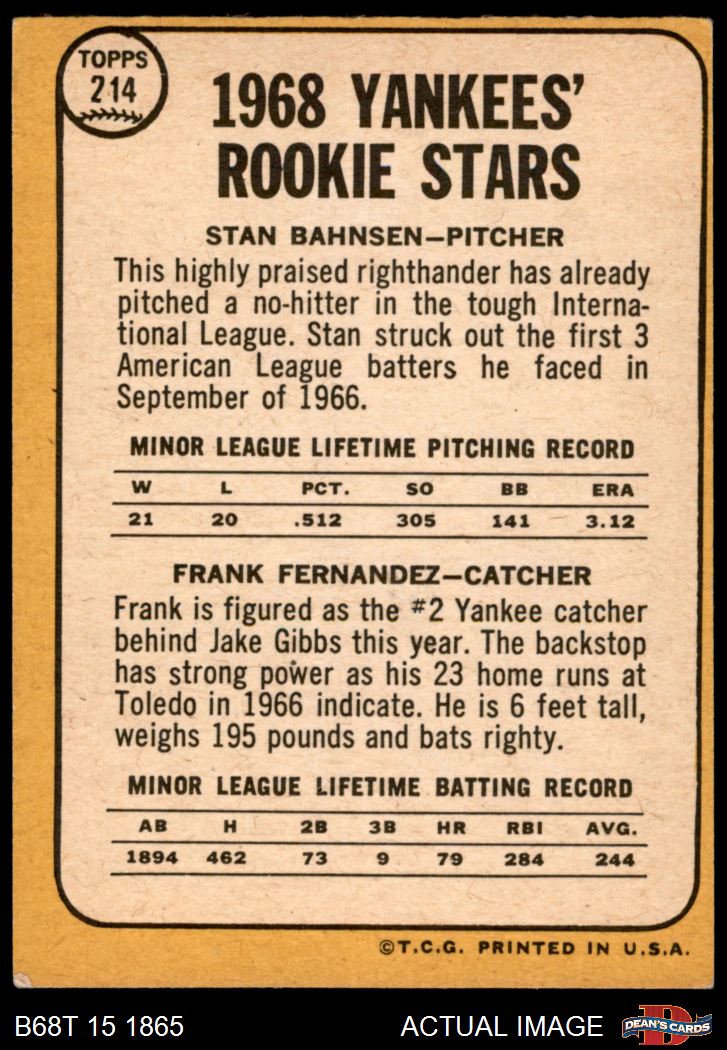 TOPPS
214
1968 YANKEES'
ROOKIE STARS
STAN BAHNSEN—PITCHER
This highly praised righthander has already
pitched a no-hitter in the tough Interna-
tional League. Stan struck out the first 3
American League batters he faced in
September of 1966.
MINOR LEAGUE LIFETIME PITCHING RECORD
W L PCT. SO BB ERA
21 20 .512 305 141 3.12
FRANK FERNANDEZ—CATCHER
Frank is figured as the #2 Yankee catcher
behind Jake Gibbs this year. The backstop
has strong power as his 23 home runs at
Toledo in 1966 indicate. He is 6 feet tall,
weighs 195 pounds and bats righty.
MINOR LEAGUE LIFETIME BATTING RECORD
AB H 2B 3B HR RBI AVG.
1894 462 73 9 79 284 244
©T.C.G. PRINTED IN U.S.A.
B68T 15 1865 ACTUAL IMAGE D DEAN'S CARDS